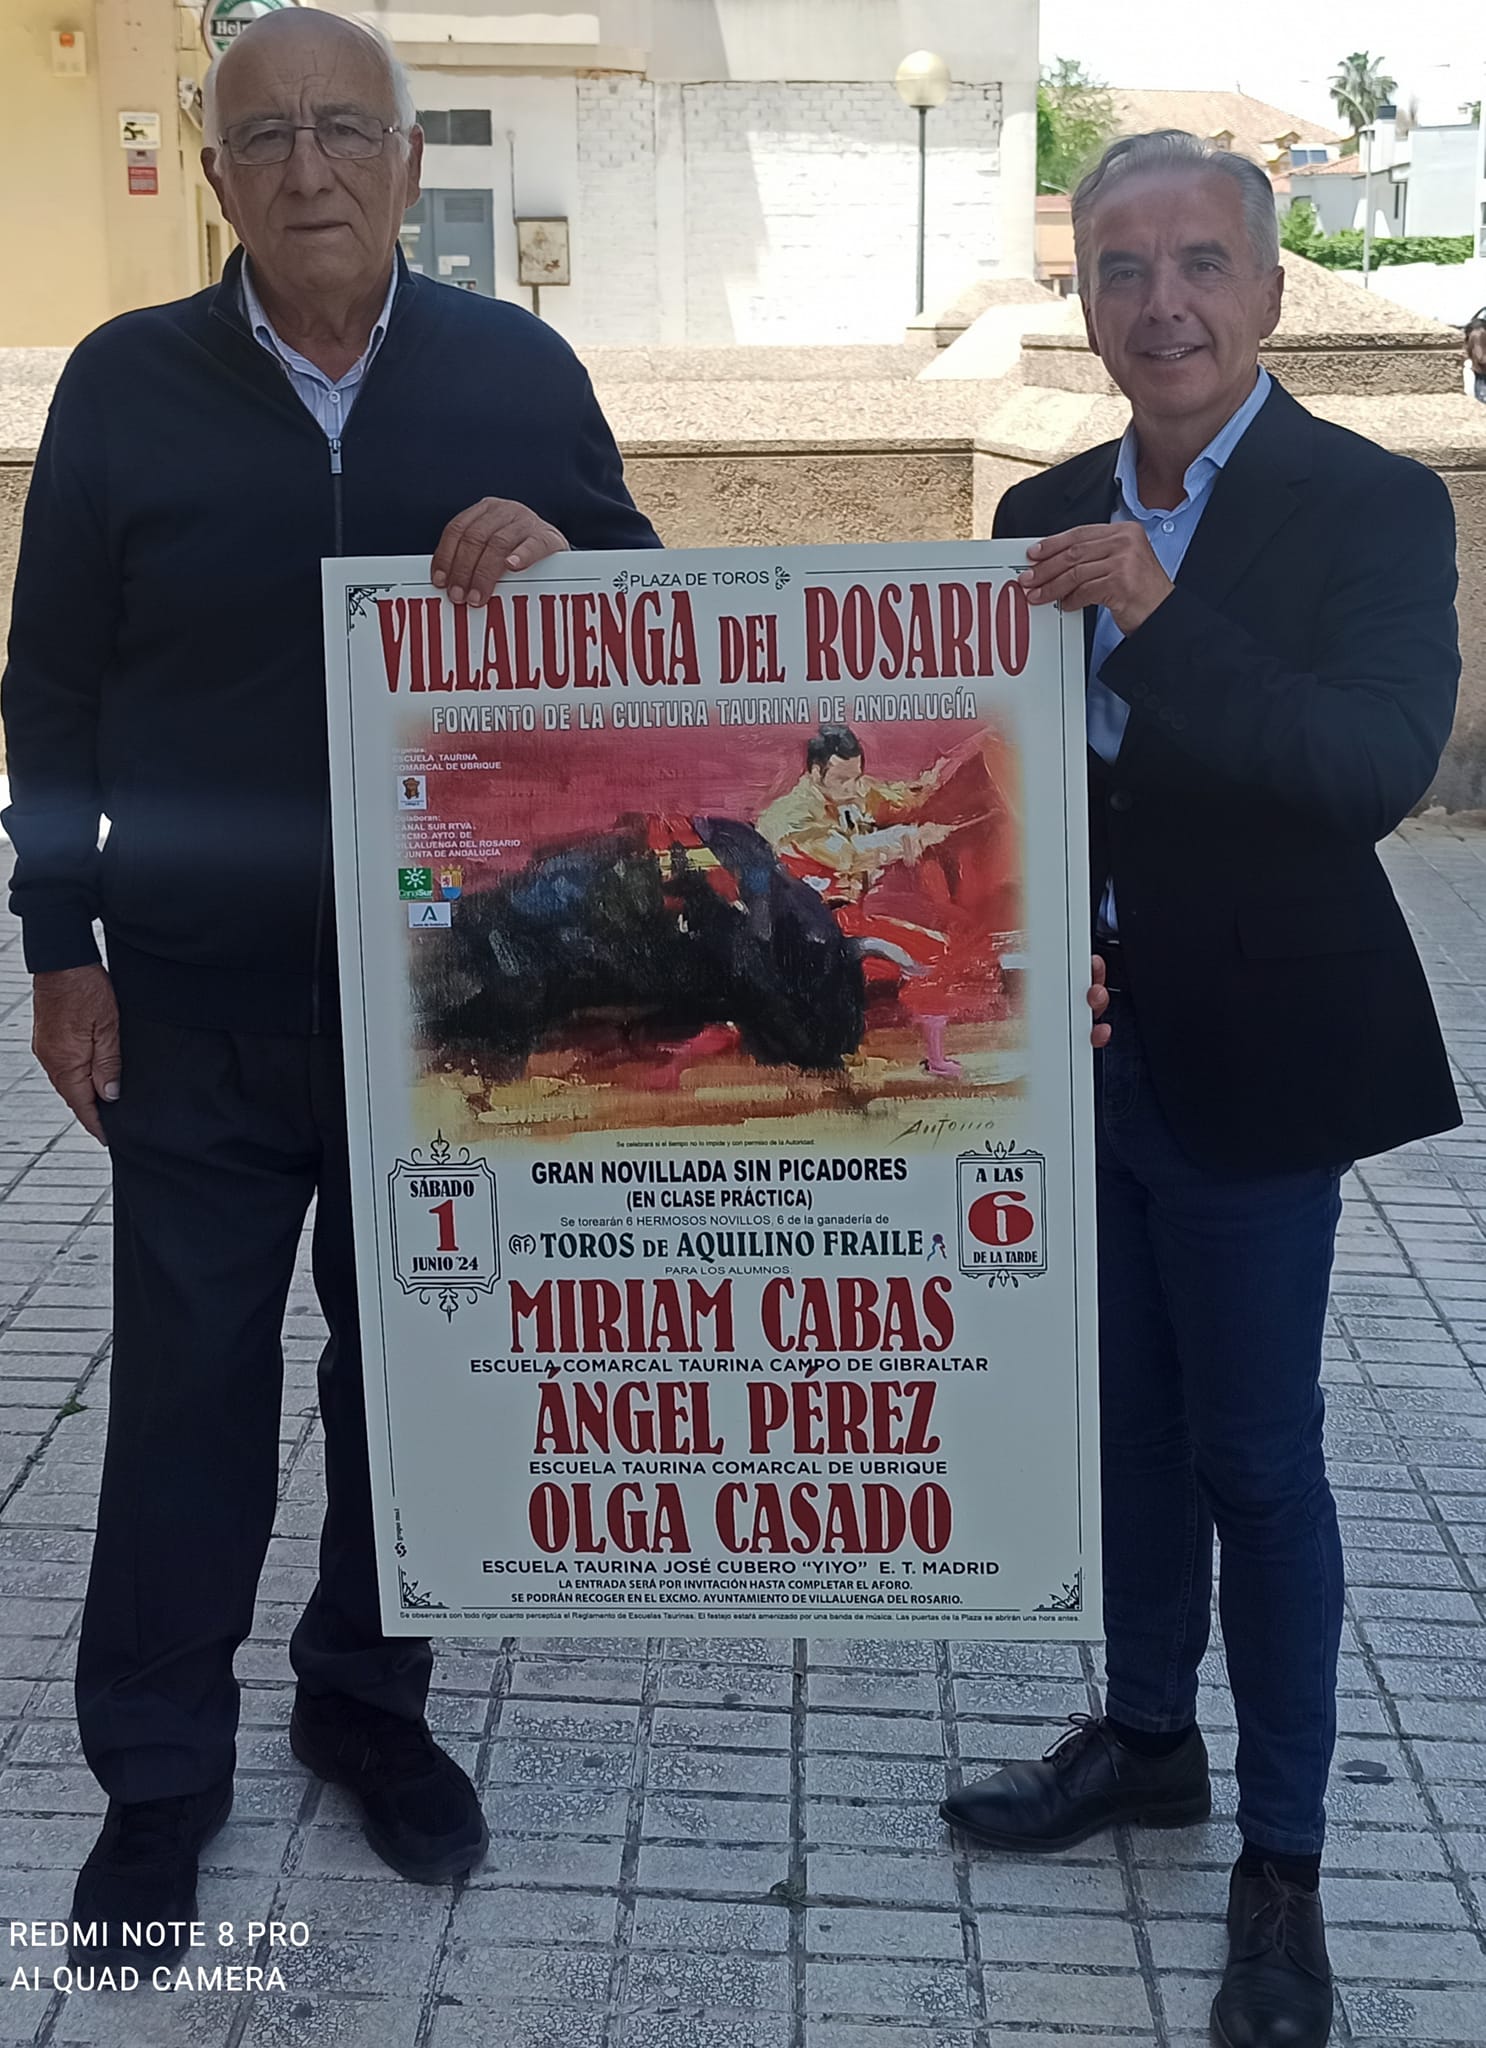 Hei
PLAZA DE TOROS
VILLALUENGA DEL ROSARIO
FOMENTO DE LA CULTURA TAURINA DE ANDALUCÍA
Organiza:
ESCUELA TAURINA
COMARCAL DE UBRIQUE
Colaboran:
CANAL SUR RTVA,
EXCMO. AYTO. DE
VILLALUENGA DEL ROSARIO
Y JUNTA DE ANDALUCÍA
CanalSur
A
Junta de Andalucía
Antonio
Se celebrará si el tiempo no lo impide y con permiso de la Autoridad.
SÁBADO
1
JUNIO '24
GRAN NOVILLADA SIN PICADORES
(EN CLASE PRÁCTICA)
Se torearán 6 HERMOSOS NOVILLOS, 6 de la ganadería de
AF TOROS DE AQUILINO FRAILE
PARA LOS ALUMNOS:
A LAS
6
DE LA TARDE
MIRIAM CABAS
ESCUELA COMARCAL TAURINA CAMPO DE GIBRALTAR
ÁNGEL PÉREZ
ESCUELA TAURINA COMARCAL DE UBRIQUE
OLGA CASADO
ESCUELA TAURINA JOSÉ CUBERO "YIYO" E. T. MADRID
LA ENTRADA SERÁ POR INVITACIÓN HASTA COMPLETAR EL AFORO.
SE PODRÁN RECOGER EN EL EXCMO. AYUNTAMIENTO DE VILLALUENGA DEL ROSARIO.
Se observará con todo rigor cuanto perceptúa el Reglamento de Escuelas Taurinas. El festejo estará amenizado por una banda de música. Las puertas de la Plaza se abrirán una hora antes.
REDMI NOTE 8 PRO
AI QUAD CAMERA